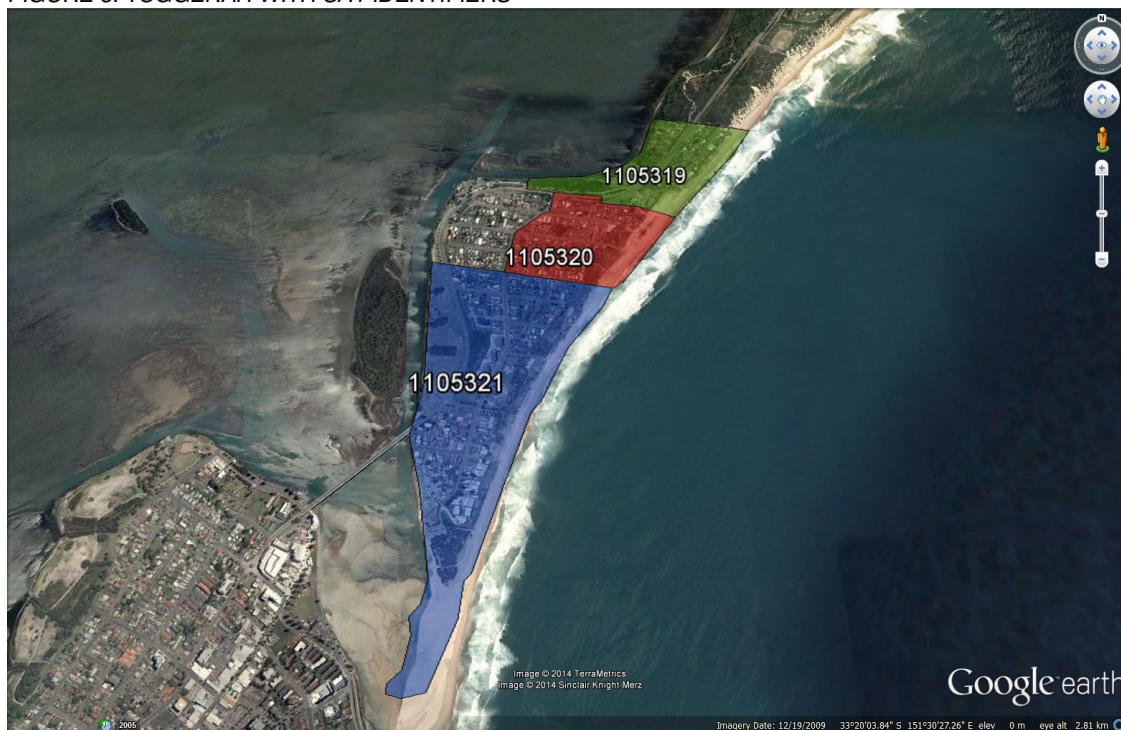 N
1105319
1105320
1105321
Image © 2014 TerraMetrics
Image © 2014 Sinclair Knight Merz
Google earth
2005
Imagery Date: 12/19/2009 33°20'03.84" S 151°30'27.26" E elev 0 m eye alt 2.81 km